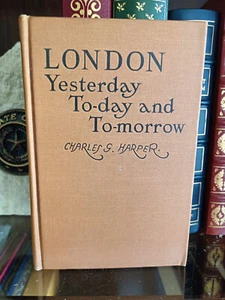 LONDON
Yesterday
To-day and
To-morrow
CHARLES G. HARPER.